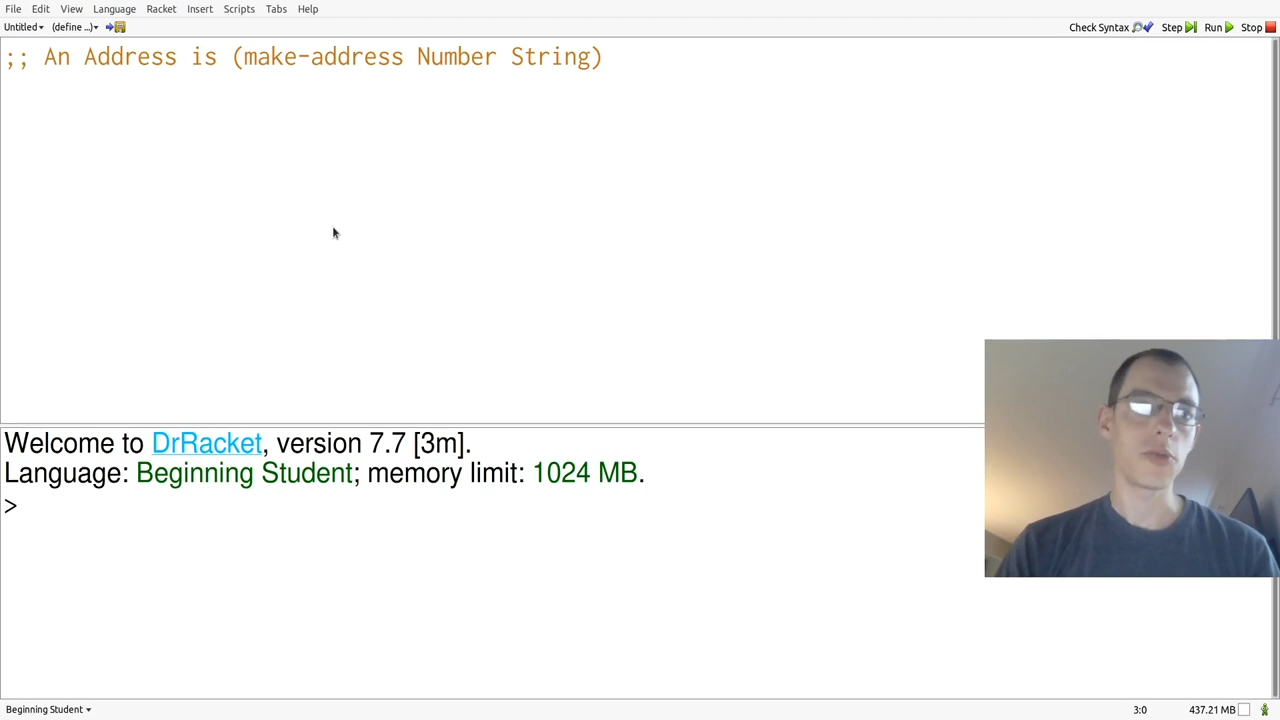 File Edit View Language Racket Insert Scripts Tabs Help
Untitled (define ...) Check Syntax Step Run Stop
;; An Address is (make-address Number String)
Welcome to DrRacket, version 7.7 [3m].
Language: Beginning Student; memory limit: 1024 MB.
>
Beginning Student 3:0 437.21 MB